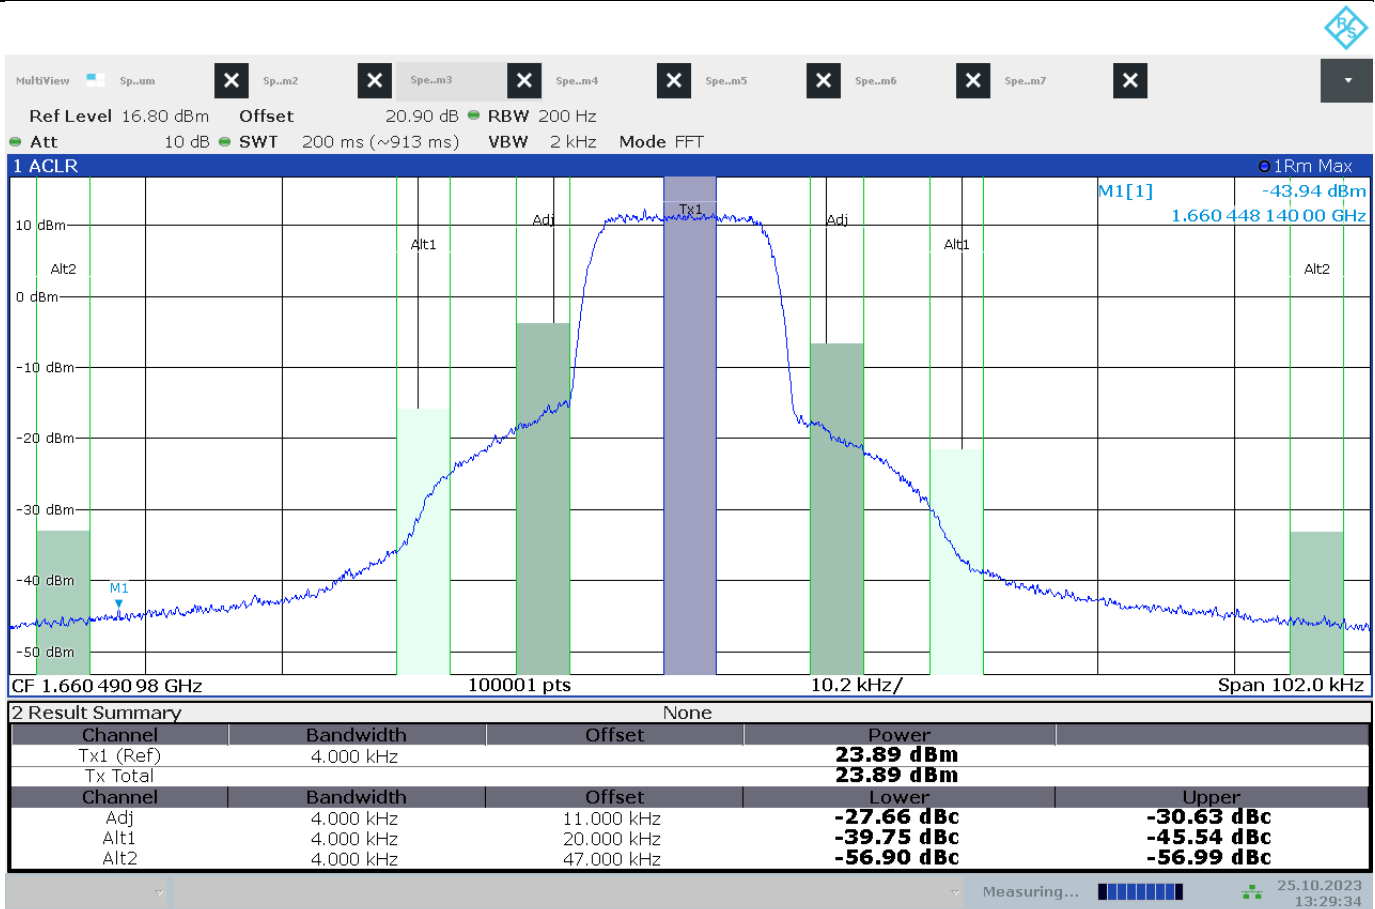 R S
MultiView Sp..um Sp..m2 Spe..m3 Spe..m4 Spe..m5 Spe..m6 Spe..m7
Ref Level 16.80 dBm Offset 20.90 dB RBW 200 Hz
Att 10 dB SWT 200 ms (~913 ms) VBW 2 kHz Mode FFT
1 ACLR 1Rm Max
M1[1] -43.94 dBm
1.660 448 140 00 GHz
Tx1
Adj Adj
10 dBm
Alt1 Alt1
Alt2 Alt2
0 dBm
-10 dBm
-20 dBm
-30 dBm
-40 dBm
M1
-50 dBm
CF 1.660 490 98 GHz 100001 pts 10.2 kHz/ Span 102.0 kHz
2 Result Summary None
Channel Bandwidth Offset Power
Tx1 (Ref) 4.000 kHz 23.89 dBm
Tx Total 23.89 dBm
Channel Bandwidth Offset Lower Upper
Adj 4.000 kHz 11.000 kHz -27.66 dBc -30.63 dBc
Alt1 4.000 kHz 20.000 kHz -39.75 dBc -45.54 dBc
Alt2 4.000 kHz 47.000 kHz -56.90 dBc -56.99 dBc
Measuring... 25.10.2023
13:29:34